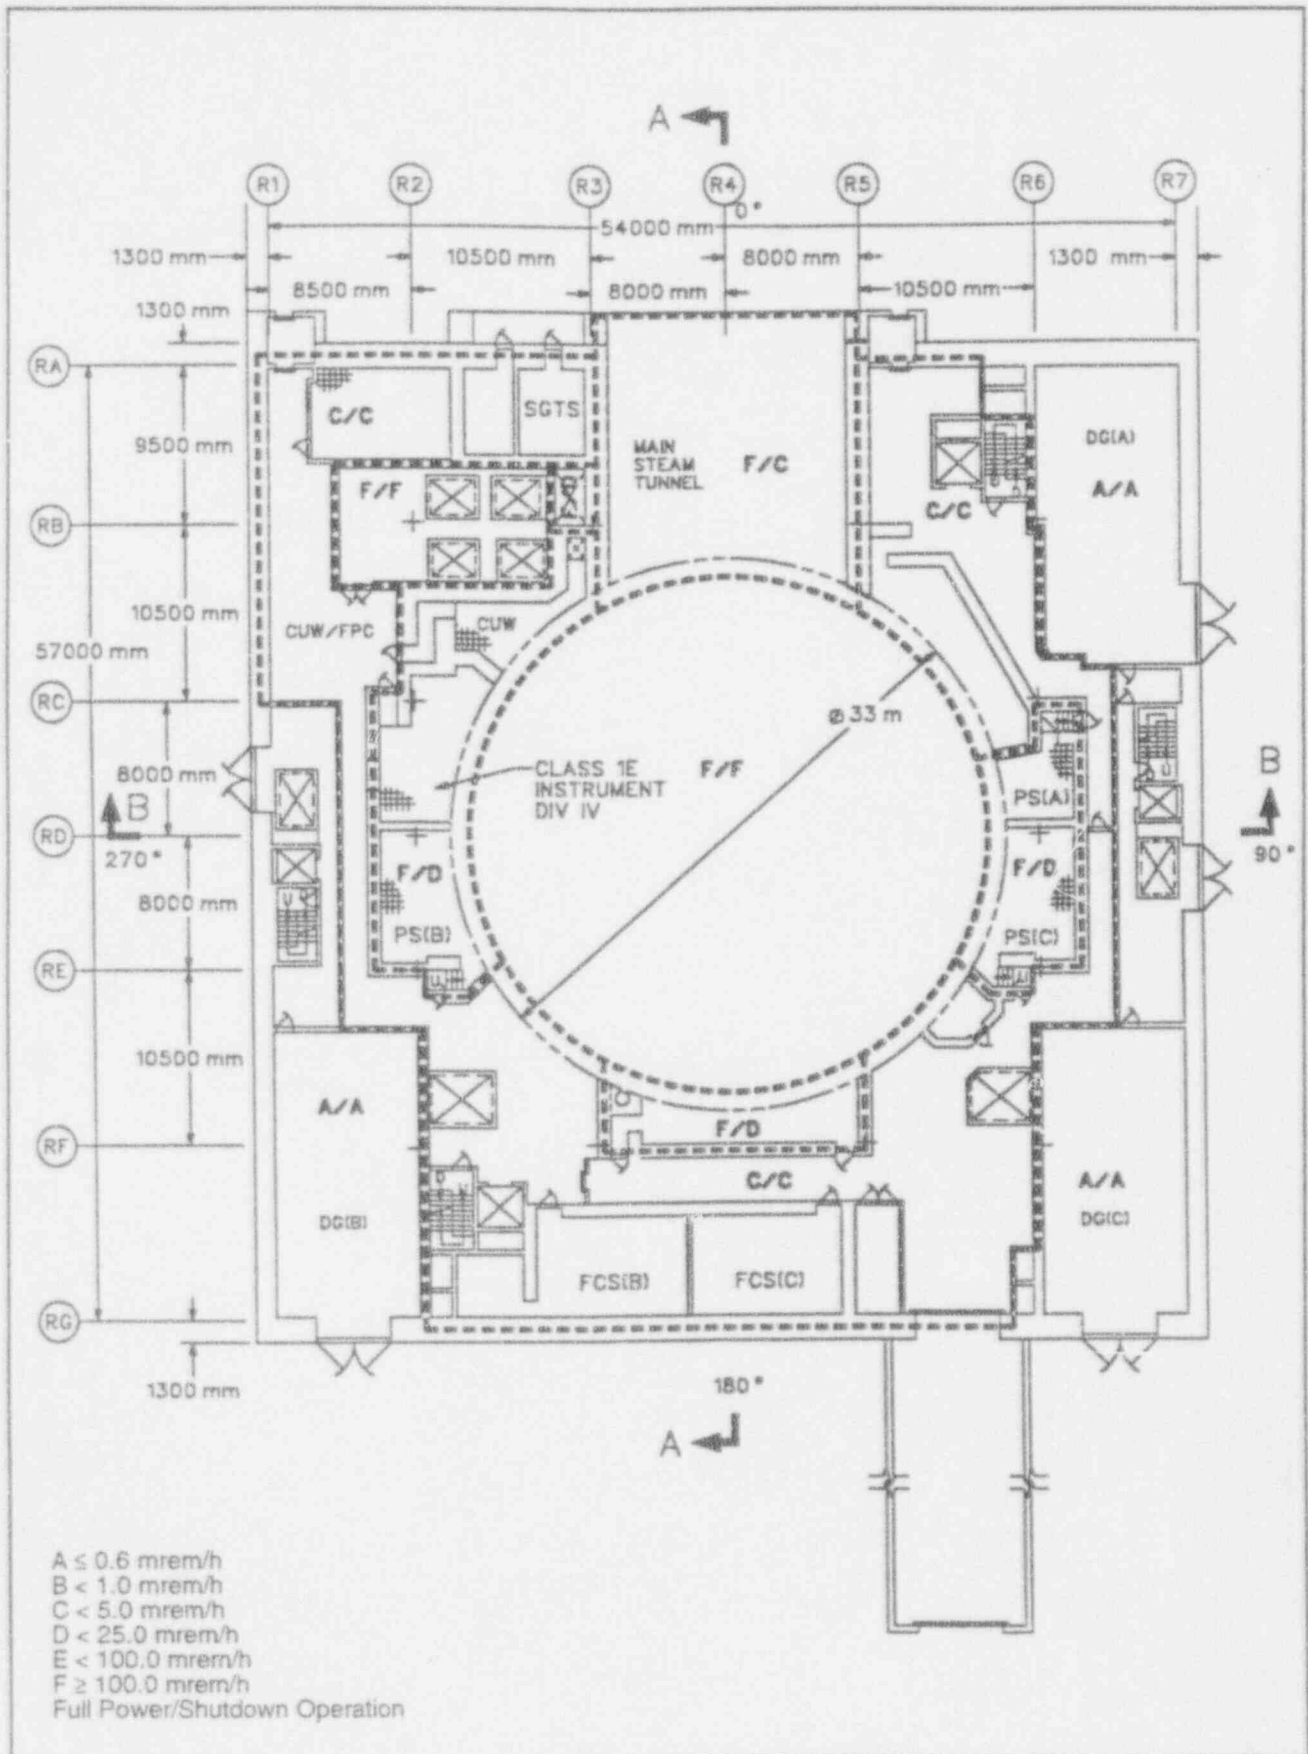 A
R1 R2 R3 R4 R5 R6 R7
0°
54000 mm
1300 mm 10500 mm 8000 mm 1300 mm
8500 mm 8000 mm 10500 mm
1300 mm
RA
C/C
SGTS
MAIN
STEAM
TUNNEL
F/C
DG(A)
9500 mm
F/F
A/A
RB
C/C
10500 mm
CUW/FPC
CUW
57000 mm
RC
Ø 33 m
8000 mm
CLASS 1E
INSTRUMENT
DIV IV
F/F
B
B
PS(A)
RD
270°
90°
F/D
F/D
8000 mm
PS(B)
PS(C)
RE
10500 mm
A/A
F/D
RF
C/C
A/A
DG(B)
DG(C)
FCS(B)
FCS(C)
RG
1300 mm
180°
A
A ≤ 0.6 mrem/h
B < 1.0 mrem/h
C < 5.0 mrem/h
D < 25.0 mrem/h
E < 100.0 mrem/h
F ≥ 100.0 mrem/h
Full Power/Shutdown Operation